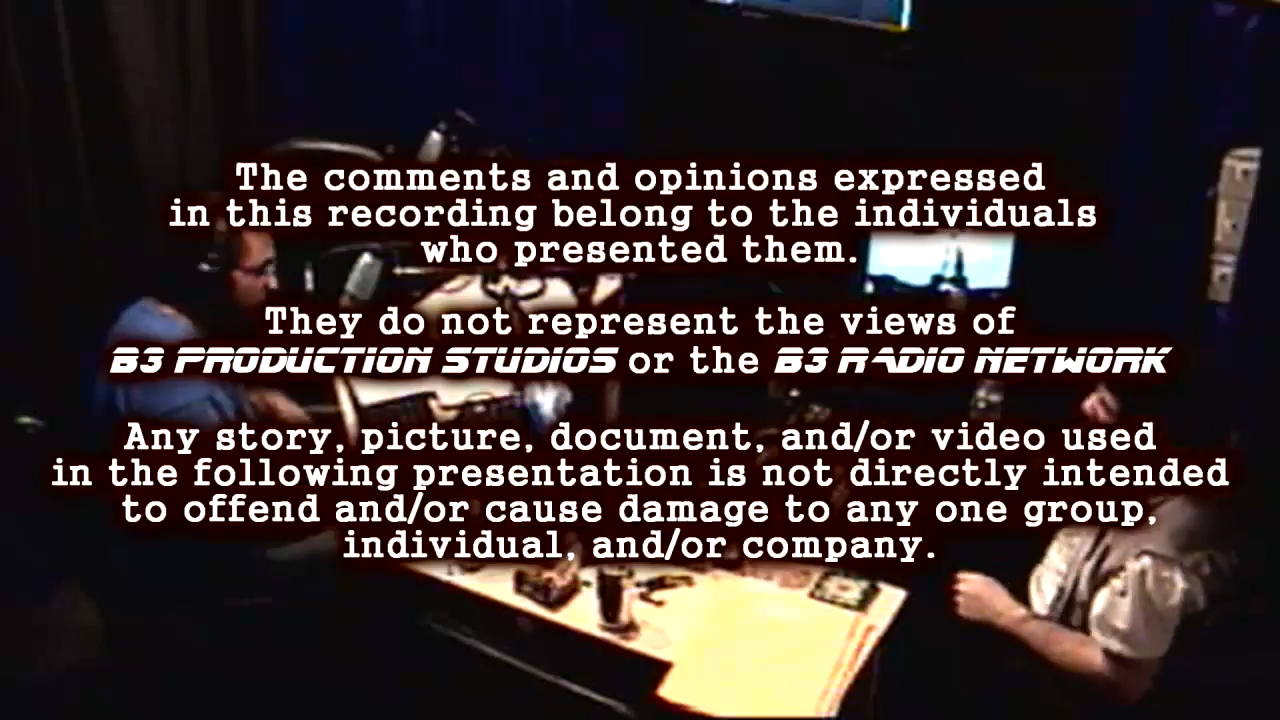 The comments and opinions expressed
in this recording belong to the individuals
who presented them.
They do not represent the views of
B3 PRODUCTION STUDIOS or the B3 RADIO NETWORK
Any story, picture, document, and/or video used
in the following presentation is not directly intended
to offend and/or cause damage to any one group,
individual, and/or company.